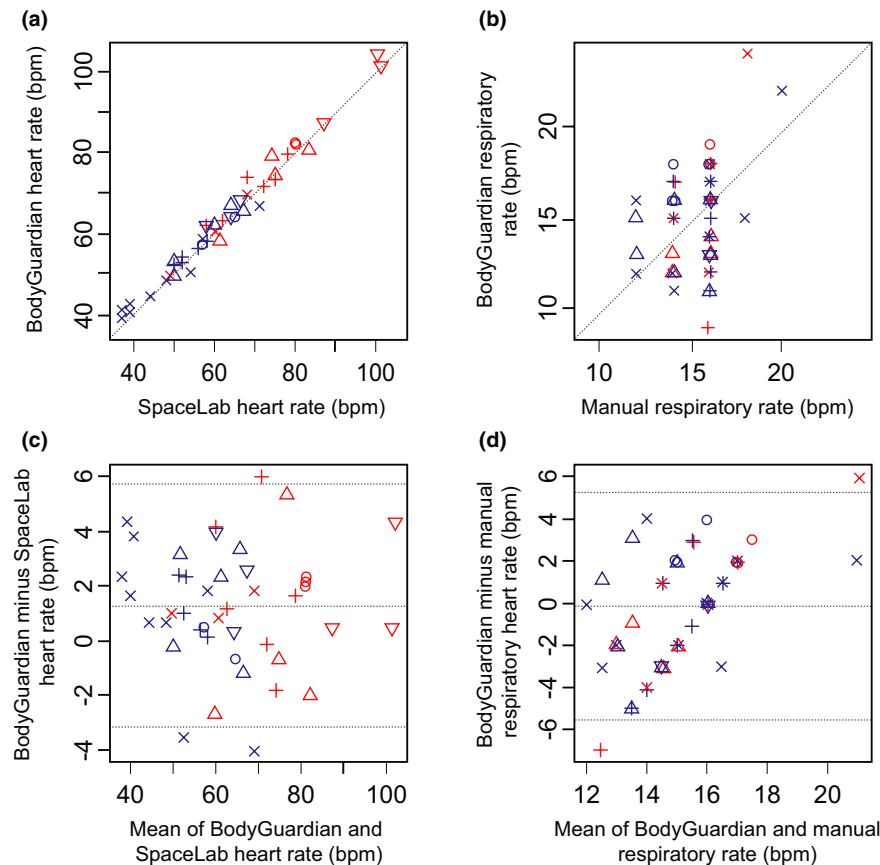 (a)
BodyGuardian heart rate (bpm)
100
80
60
40
40 60 80 100
SpaceLab heart rate (bpm)
(b)
BodyGuardian respiratory
rate (bpm)
20
15
10
10 15 20
Manual respiratory rate (bpm)
(c)
BodyGuardian minus SpaceLab
heart rate (bpm)
6
4
2
0
2
-4
40 60 80 100
Mean of BodyGuardian and
SpaceLab heart rate (bpm)
(d)
BodyGuardian minus manual
respiratory heart rate (bpm)
6
4
2
0
-2
-4
-6
12 14 16 18 20
Mean of BodyGuardian and manual
respiratory rate (bpm)